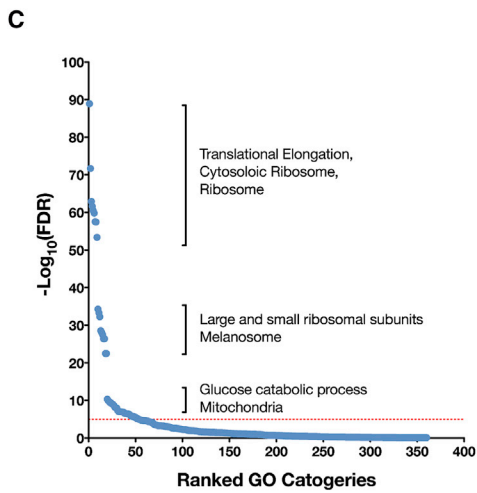 C
-Log10(FDR)
100
90
80
70
60
50
40
30
20
10
0
Translational Elongation,
Cytosoloic Ribosome,
Ribosome
Large and small ribosomal subunits
Melanosome
Glucose catabolic process
Mitochondria
0 50 100 150 200 250 300 350 400
Ranked GO Catogeries